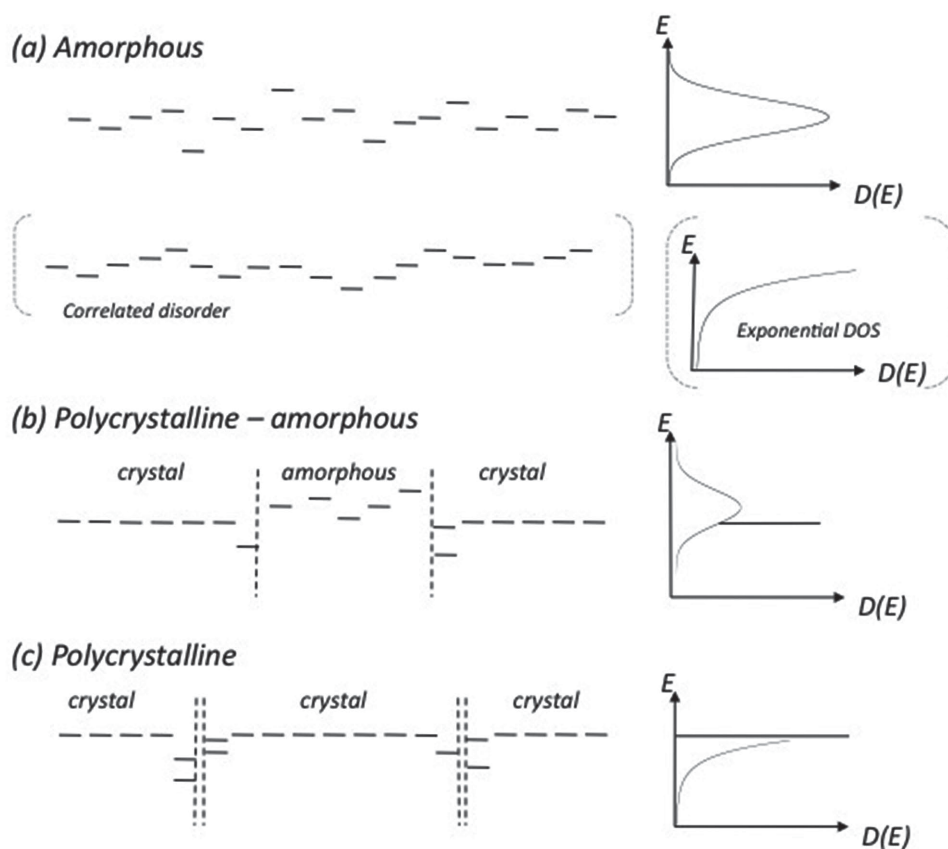 (a) Amorphous
E
D(E)
Correlated disorder
E
Exponential DOS
D(E)
(b) Polycrystalline – amorphous
crystal
amorphous
crystal
E
D(E)
(c) Polycrystalline
crystal
crystal
crystal
E
D(E)